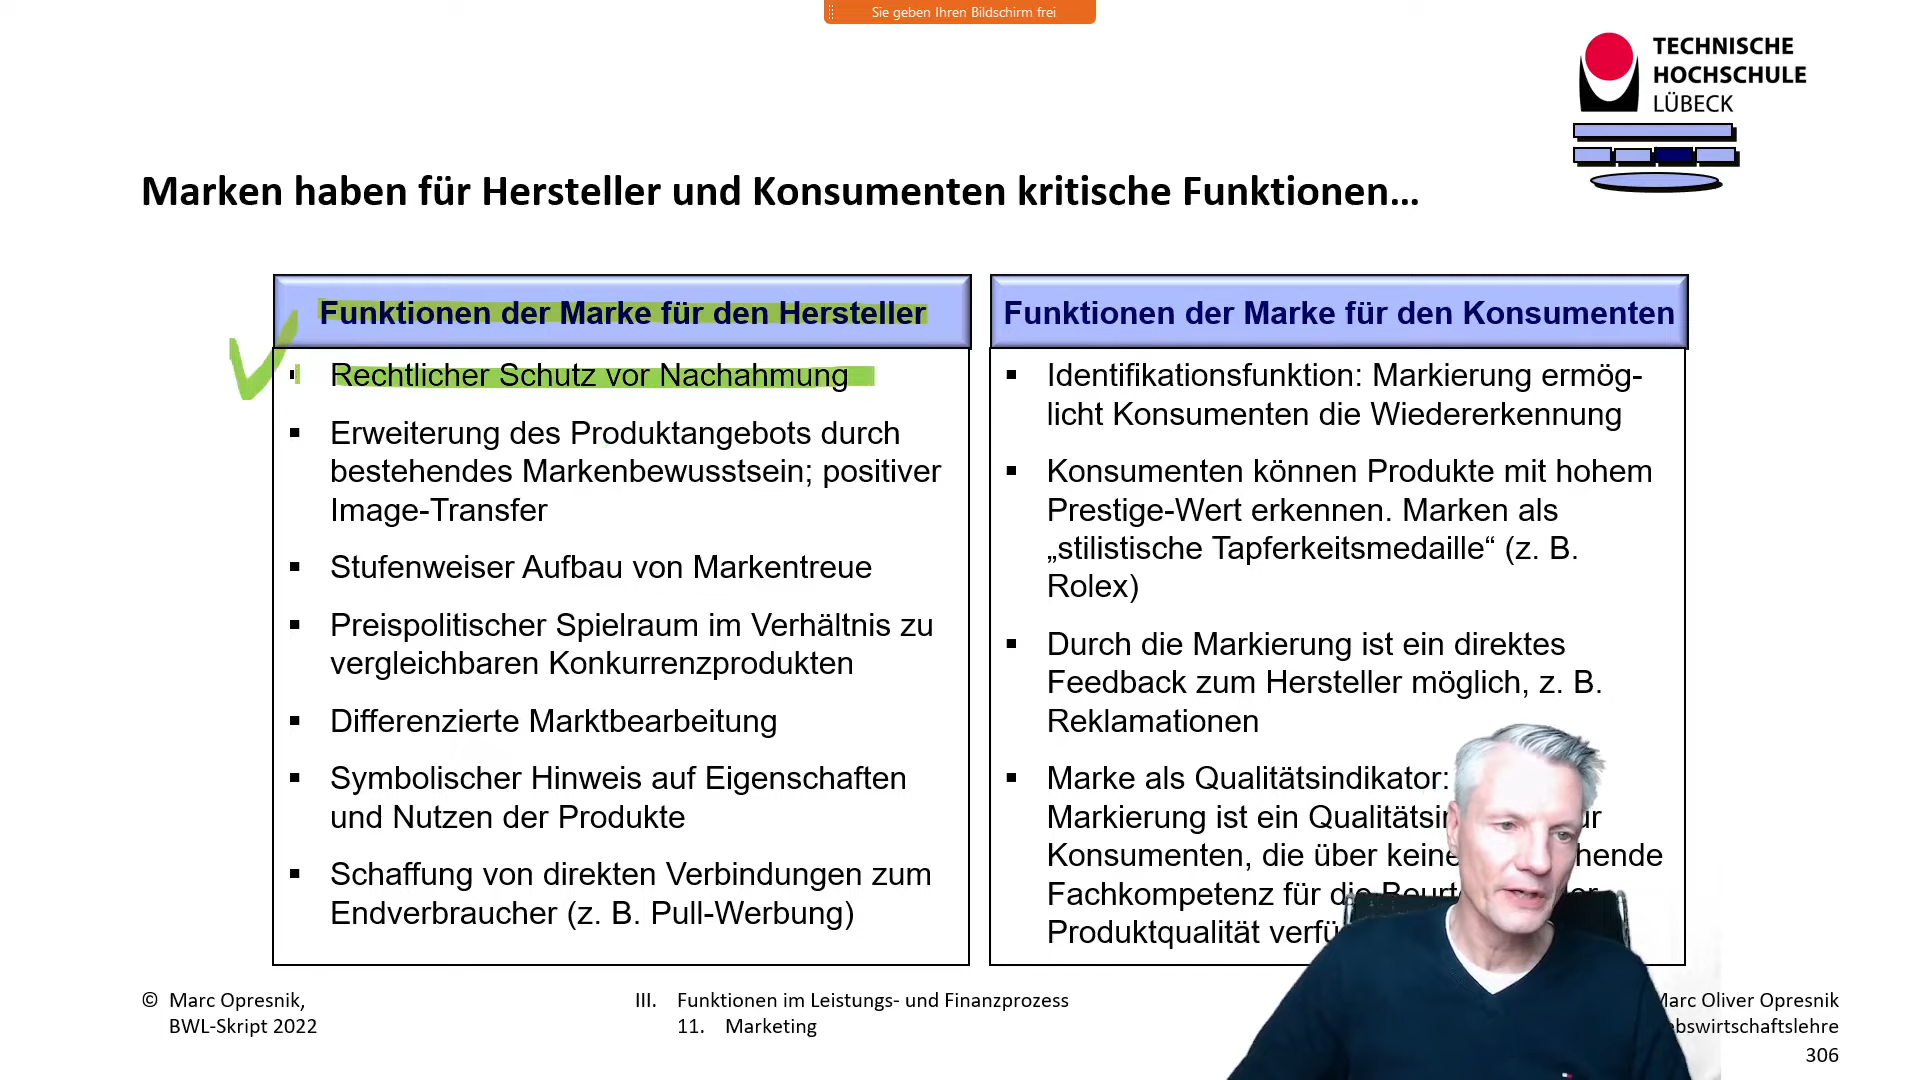 Sie geben Ihren Bildschirm frei
TECHNISCHE
HOCHSCHULE
LÜBECK
Marken haben für Hersteller und Konsumenten kritische Funktionen...
Funktionen der Marke für den Hersteller
▪ Rechtlicher Schutz vor Nachahmung
▪ Erweiterung des Produktangebots durch
bestehendes Markenbewusstsein; positiver
Image-Transfer
▪ Stufenweiser Aufbau von Markentreue
▪ Preispolitischer Spielraum im Verhältnis zu
vergleichbaren Konkurrenzprodukten
▪ Differenzierte Marktbearbeitung
▪ Symbolischer Hinweis auf Eigenschaften
und Nutzen der Produkte
▪ Schaffung von direkten Verbindungen zum
Endverbraucher (z. B. Pull-Werbung)
Funktionen der Marke für den Konsumenten
▪ Identifikationsfunktion: Markierung ermög-
licht Konsumenten die Wiedererkennung
▪ Konsumenten können Produkte mit hohem
Prestige-Wert erkennen. Marken als
„stilistische Tapferkeitsmedaille“ (z. B.
Rolex)
▪ Durch die Markierung ist ein direktes
Feedback zum Hersteller möglich, z. B.
Reklamationen
▪ Marke als Qualitätsindikator:
Markierung ist ein
Konsumenten, die über
Fachkompetenz für die
Produktqualität
© Marc Opresnik,
BWL-Skript 2022
III. Funktionen im Leistungs- und Finanzprozess
11. Marketing
Marc Oliver Opresnik
306